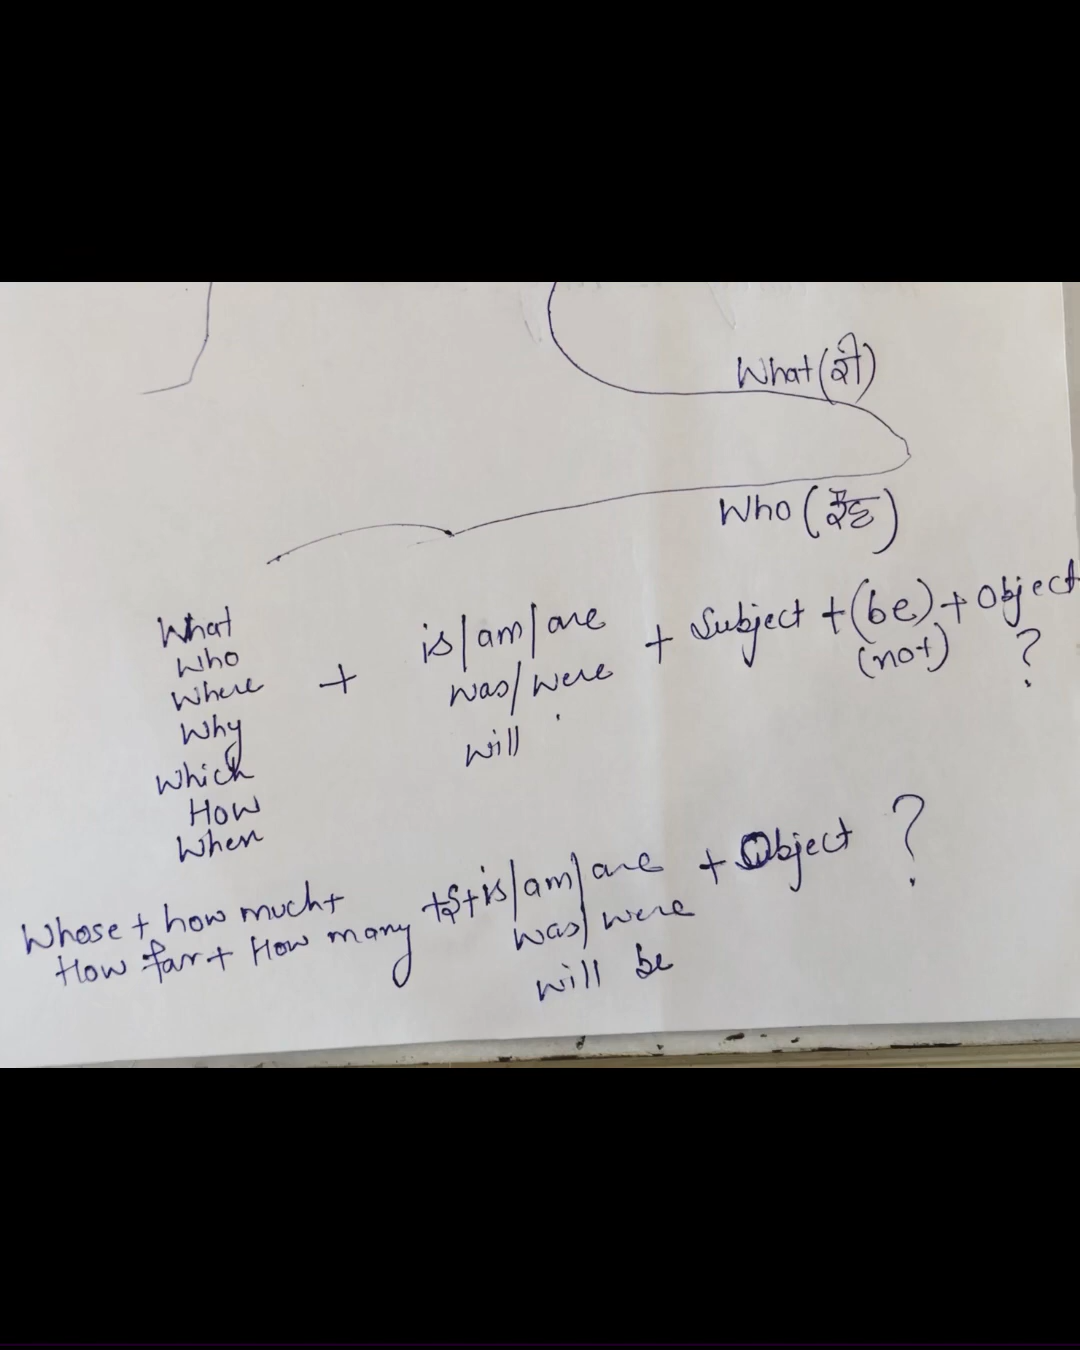 What
Who
What
Who
Where
Why
Which
How
When
+
is/am/are
was/were
will
+ Subject + (be) + Object
(not) ?
Whose + how much +
How far + How many
+S+ is/am/are
was/were
will be
+ Object ?